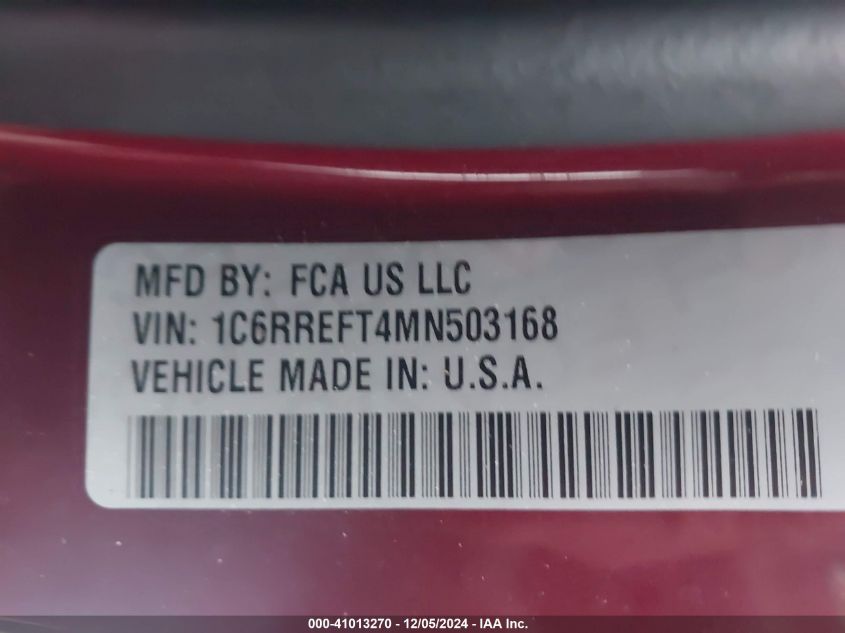 MFD BY: FCA US LLC
VIN: 1C6RREFT4MN503168
VEHICLE MADE IN: U.S.A.
000-41013270 - 12/05/2024 - IAA Inc.